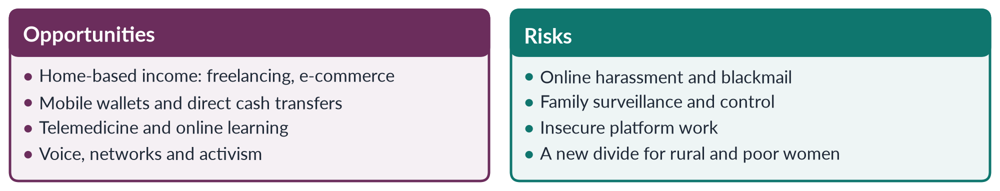 Opportunities
• Home-based income: freelancing, e-commerce
• Mobile wallets and direct cash transfers
• Telemedicine and online learning
• Voice, networks and activism
Risks
• Online harassment and blackmail
• Family surveillance and control
• Insecure platform work
• A new divide for rural and poor women